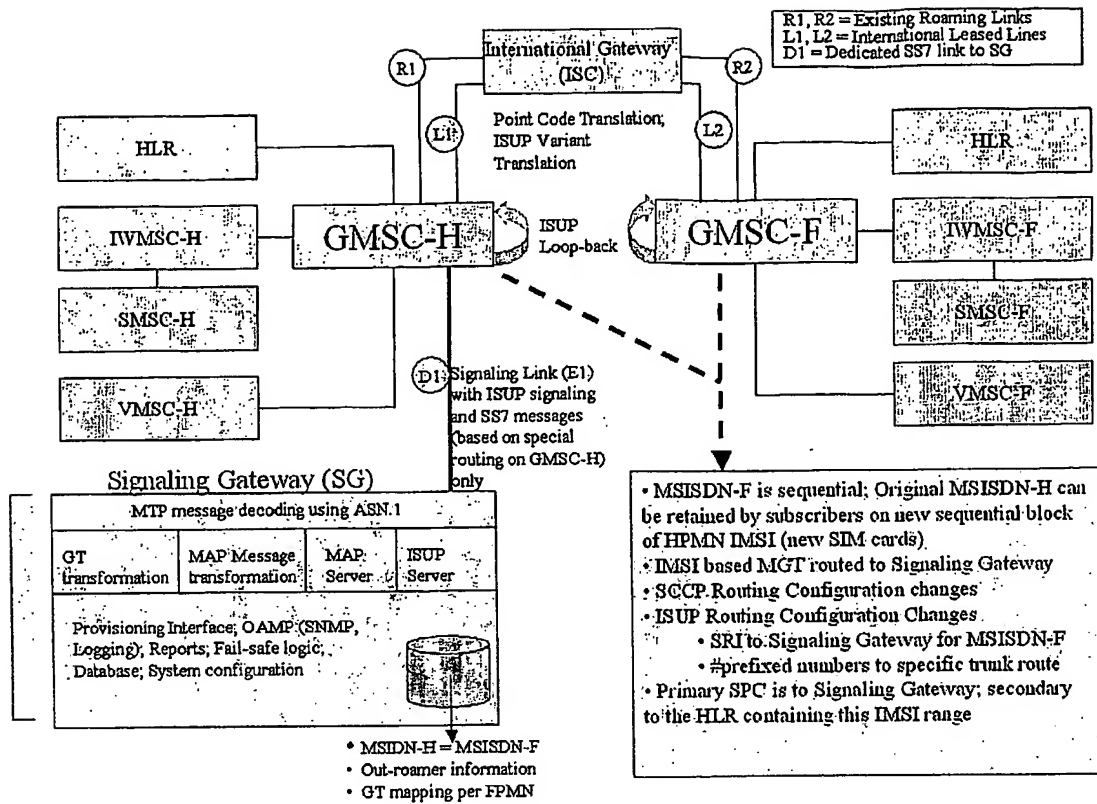 R1, R2 = Existing Roaming Links
L1, L2 = International Leased Lines
D1 = Dedicated SS7 link to SG
International Gateway
(ISC)
R1
R2
L1
L2
Point Code Translation;
ISUP Variant
Translation
HLR
HLR
IWMSC-H
GMSC-H
ISUP
Loop-back
GMSC-F
IWMSC-F
SMSC-H
SMSC-F
VMSC-H
VMSC-F
D1
Signaling Link (E1)
with ISUP signaling
and SS7 messages
(based on special
routing on GMSC-H)
only
Signaling Gateway (SG)
MTP message decoding using ASN.1
GT
transformation
MAP Message
transformation
MAP
Server
ISUP
Server
Provisioning Interface; OAMP (SNMP,
Logging); Reports; Fail-safe logic;
Database; System configuration
• MSIDN-H = MSISDN-F
• Out-roamer information
• GT mapping per FPMN
• MSISDN-F is sequential; Original MSISDN-H can
be retained by subscribers on new sequential block
of HPMN IMSI (new SIM cards)
• IMSI based MGT routed to Signaling Gateway
• SCCP Routing Configuration changes
• ISUP Routing Configuration Changes
• SRI to Signaling Gateway for MSISDN-F
• #prefixed numbers to specific trunk route
• Primary SPC is to Signaling Gateway; secondary
to the HLR containing this IMSI range